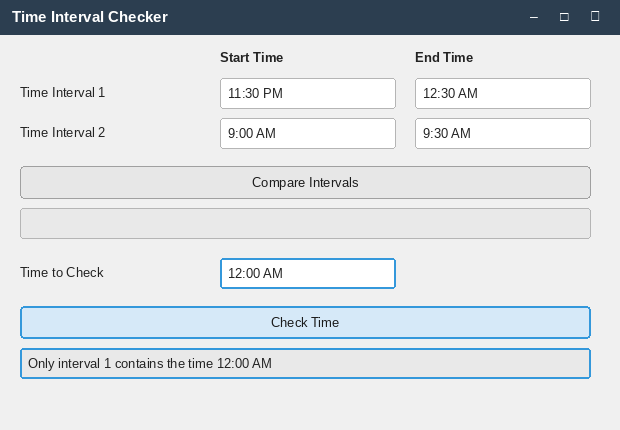 Time Interval Checker
Start Time End Time
Time Interval 1 11:30 PM 12:30 AM
Time Interval 2 9:00 AM 9:30 AM
Compare Intervals
Time to Check 12:00 AM
Check Time
Only interval 1 contains the time 12:00 AM